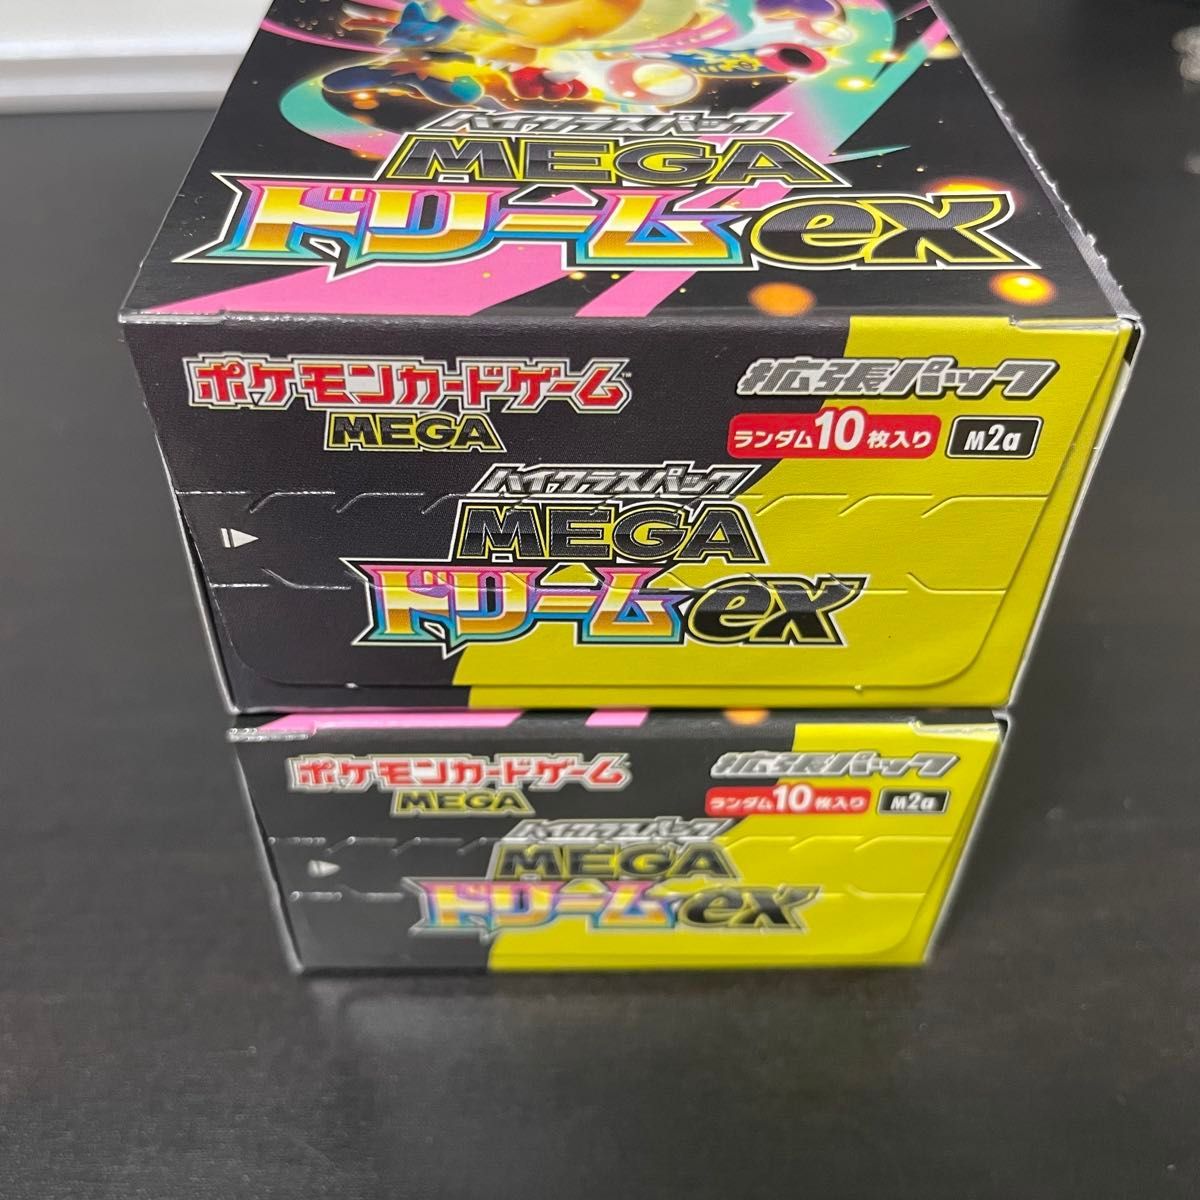 ハイクラスパック
MEGA
ドリームex
ポケモンカードゲーム™
MEGA
拡張パック
ランダム10枚入り M2a
ハイクラスパック
MEGA
ドリームex
ポケモンカードゲーム
MEGA
拡張パック
ランダム10枚入り M2a
ハイクラスパック
MEGA
ドリームex